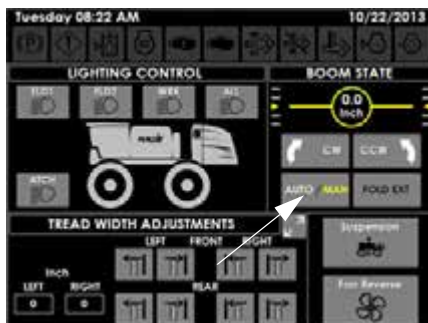 Tuesday 08:22 AM 10/22/2013
(P)
LIGHTING CONTROL
BOOM STATE
FLDT FLDT WRK ALL
0.0
Inch
CW CCW
ATCH
AUTO MAN FOLD EXT
TREAD WIDTH ADJUSTMENTS
LEFT FRONT RIGHT
Suspension
Inch
LEFT RIGHT
REAR
0 0
Fan Reverse